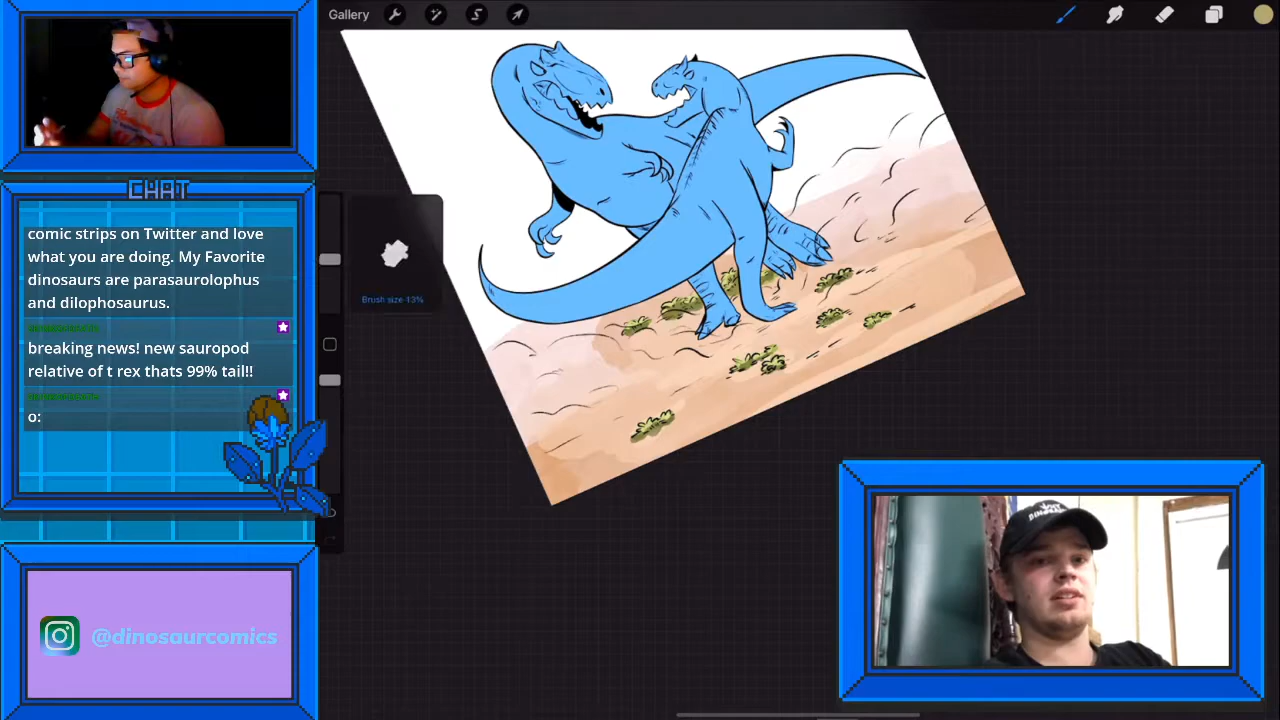 Gallery
CHAT
comic strips on Twitter and love
what you are doing. My Favorite
dinosaurs are parasaurolophus
and dilophosaurus.
breaking news! new sauropod
relative of t rex thats 99% tail!!
o:
Brush size 13%
@dinosaurcomics